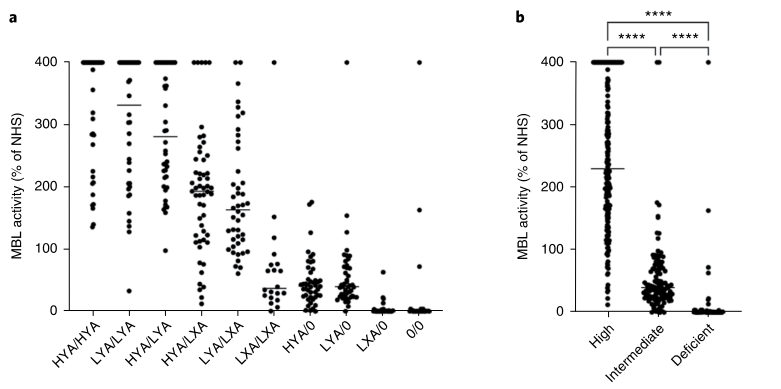 a
MBL activity (% of NHS)
400
300
200
100
0
HYA/HYA
LYA/LYA
HYA/LYA
HYA/LXA
LYA/LXA
LXA/LXA
HYA/0
LYA/0
LXA/0
0/0
b
****
**** ****
MBL activity (% of NHS)
400
300
200
100
0
High
Intermediate
Deficient